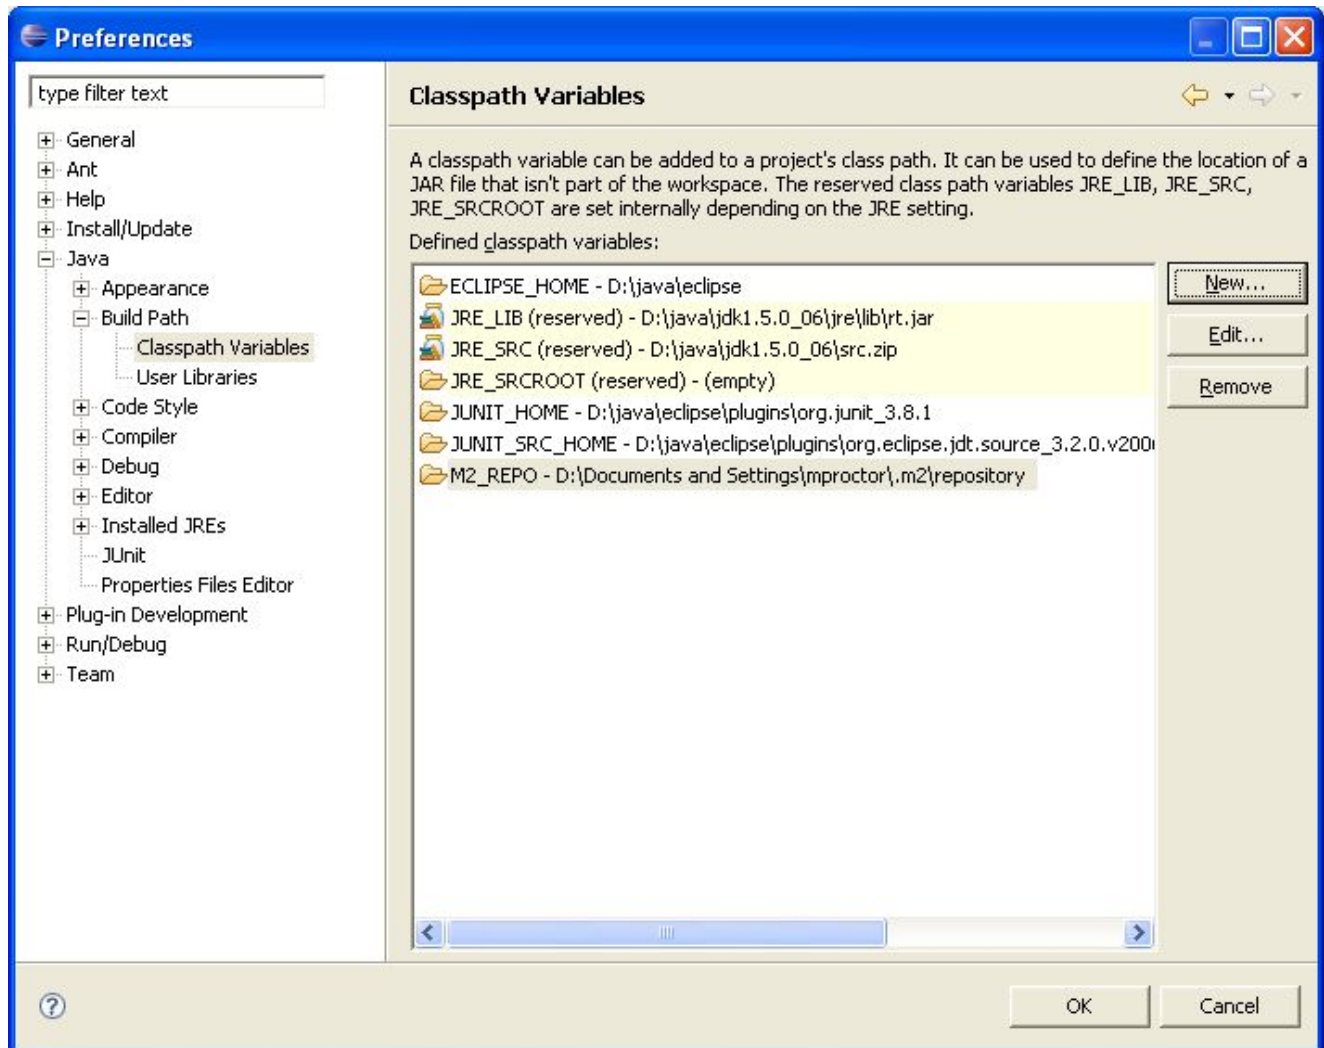 Preferences
type filter text
General
Ant
Help
Install/Update
Java
Appearance
Build Path
Classpath Variables
User Libraries
Code Style
Compiler
Debug
Editor
Installed JREs
JUnit
Properties Files Editor
Plug-in Development
Run/Debug
Team
Classpath Variables
A classpath variable can be added to a project's class path. It can be used to define the location of a
JAR file that isn't part of the workspace. The reserved class path variables JRE_LIB, JRE_SRC,
JRE_SRCROOT are set internally depending on the JRE setting.
Defined classpath variables:
ECLIPSE_HOME - D:\java\eclipse
JRE_LIB (reserved) - D:\java\jdk1.5.0_06\jre\lib\rt.jar
JRE_SRC (reserved) - D:\java\jdk1.5.0_06\src.zip
JRE_SRCROOT (reserved) - (empty)
JUNIT_HOME - D:\java\eclipse\plugins\org.junit_3.8.1
JUNIT_SRC_HOME - D:\java\eclipse\plugins\org.eclipse.jdt.source_3.2.0.v200
M2_REPO - D:\Documents and Settings\mproctor\.m2\repository
New...
Edit...
Remove
OK
Cancel